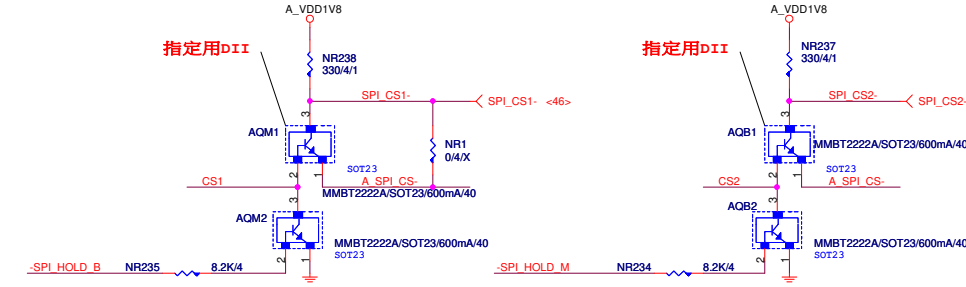 A_VDD1V8
指定用DII
NR238
330/4/1
SPI_CS1-
SPI_CS1- <46>
3
AQM1
NR1
0/4/X
SOT23
2
1
CS1
A_SPI_CS-
MMBT2222A/SOT23/600mA/40
3
AQM2
MMBT2222A/SOT23/600mA/40
SOT23
2
1
-SPI_HOLD_B
NR235
8.2K/4
A_VDD1V8
指定用DII
NR237
330/4/1
SPI_CS2-
SPI_CS2-
3
AQB1
MMBT2222A/SOT23/600mA/40
SOT23
2
1
CS2
A_SPI_CS-
3
AQB2
MMBT2222A/SOT23/600mA/40
SOT23
2
1
-SPI_HOLD_M
NR234
8.2K/4